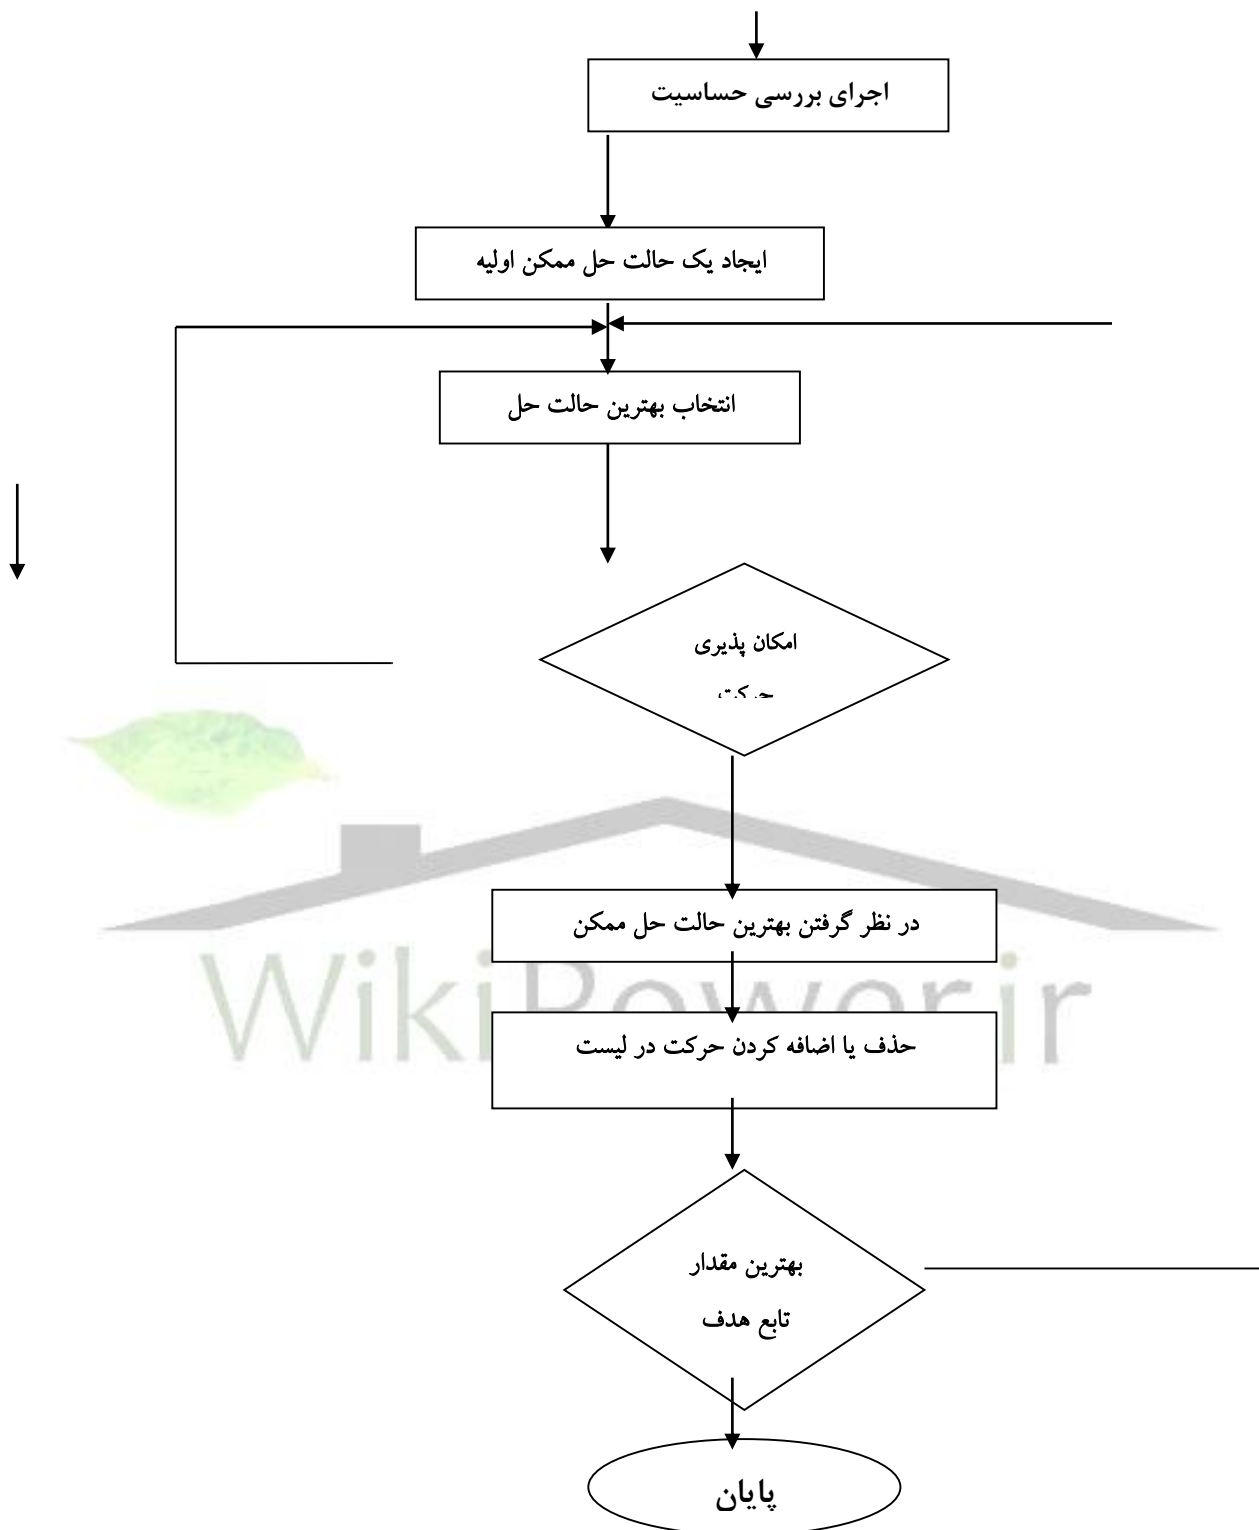 اجرای بررسی حساسیت
ایجاد یک حالت حل ممکن اولیه
انتخاب بهترین حالت حل
امکان پذیری
حرکت
در نظر گرفتن بهترین حالت حل ممکن
WikiPower.ir
حذف یا اضافه کردن حرکت در لیست
بهترین مقدار
تابع هدف
پایان